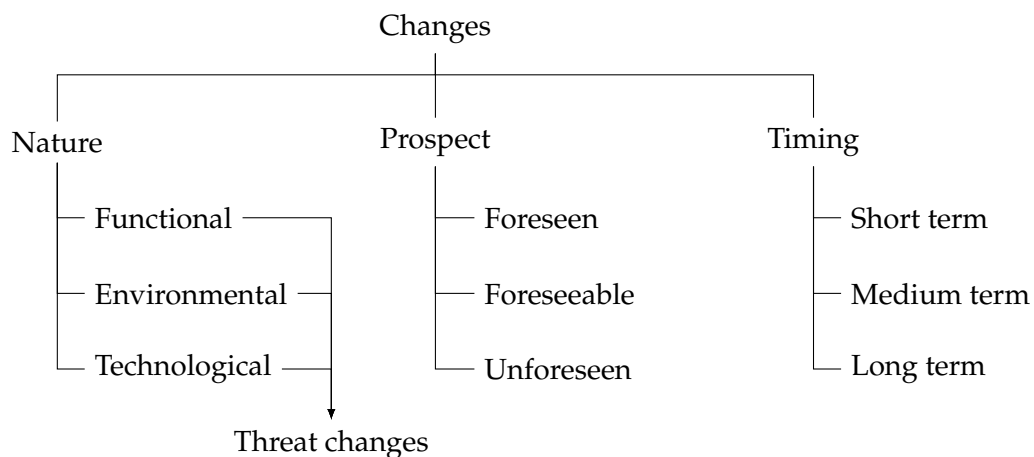 Changes
Nature
Prospect
Timing
Functional
Foreseen
Short term
Environmental
Foreseeable
Medium term
Technological
Unforeseen
Long term
Threat changes